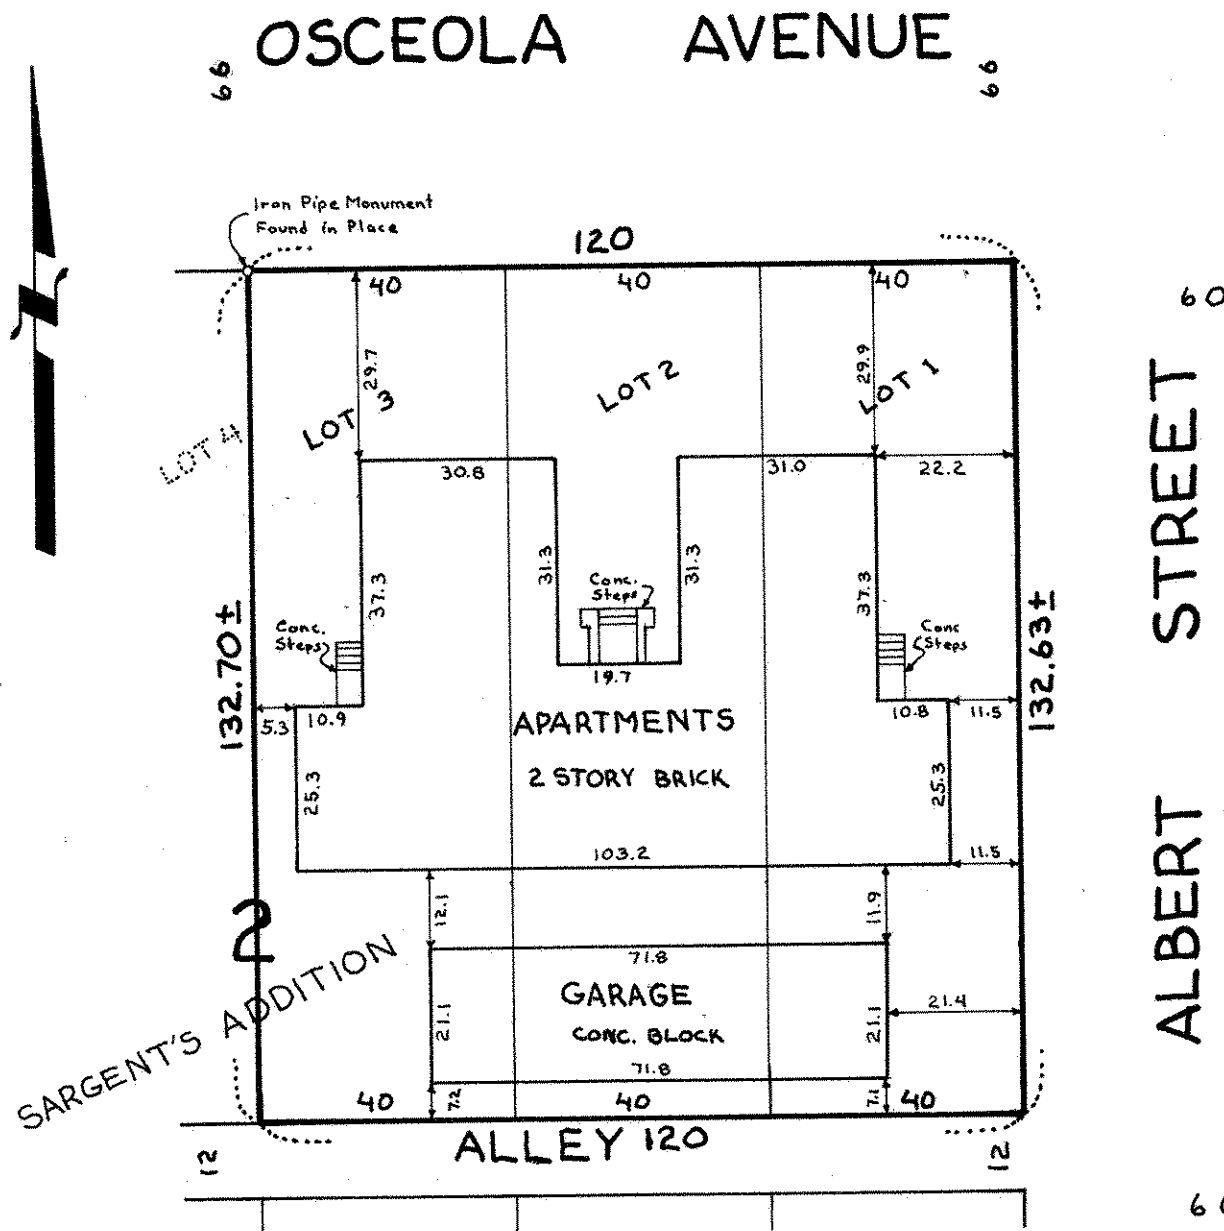 OSCEOLA AVENUE
66
66
Iron Pipe Monument
Found in Place
120
40
40
40
60
29.7
29.9
LOT 4
LOT 3
LOT 2
LOT 1
30.8
31.0
22.2
37.3
31.3
31.3
37.3
Conc.
Steps
Conc.
Steps
Conc
Steps
132.70±
132.63±
STREET
ALBERT
5.3
10.9
19.7
10.8
11.5
APARTMENTS
2 STORY BRICK
25.3
25.3
103.2
11.5
12.1
11.9
2
71.8
SARGENT'S ADDITION
GARAGE
CONC. BLOCK
21.1
21.1
21.4
71.8
40
7.2
40
7.1
40
ALLEY 120
12
12